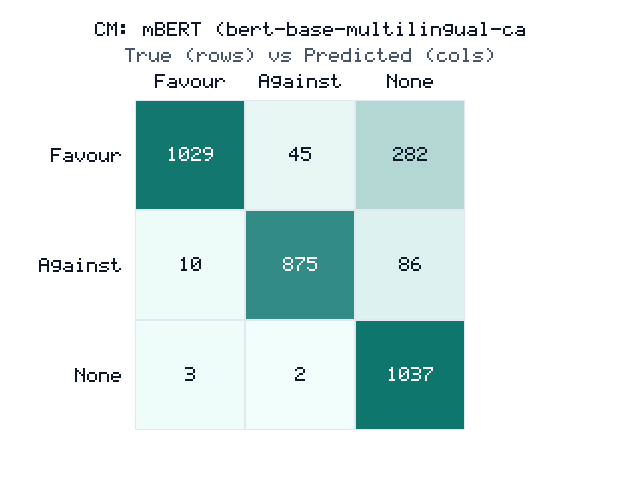 CM: mBERT (bert-base-multilingual-ca
True (rows) vs Predicted (cols)
Favour Against None
Favour 1029 45 282
Against 10 875 86
None 3 2 1037